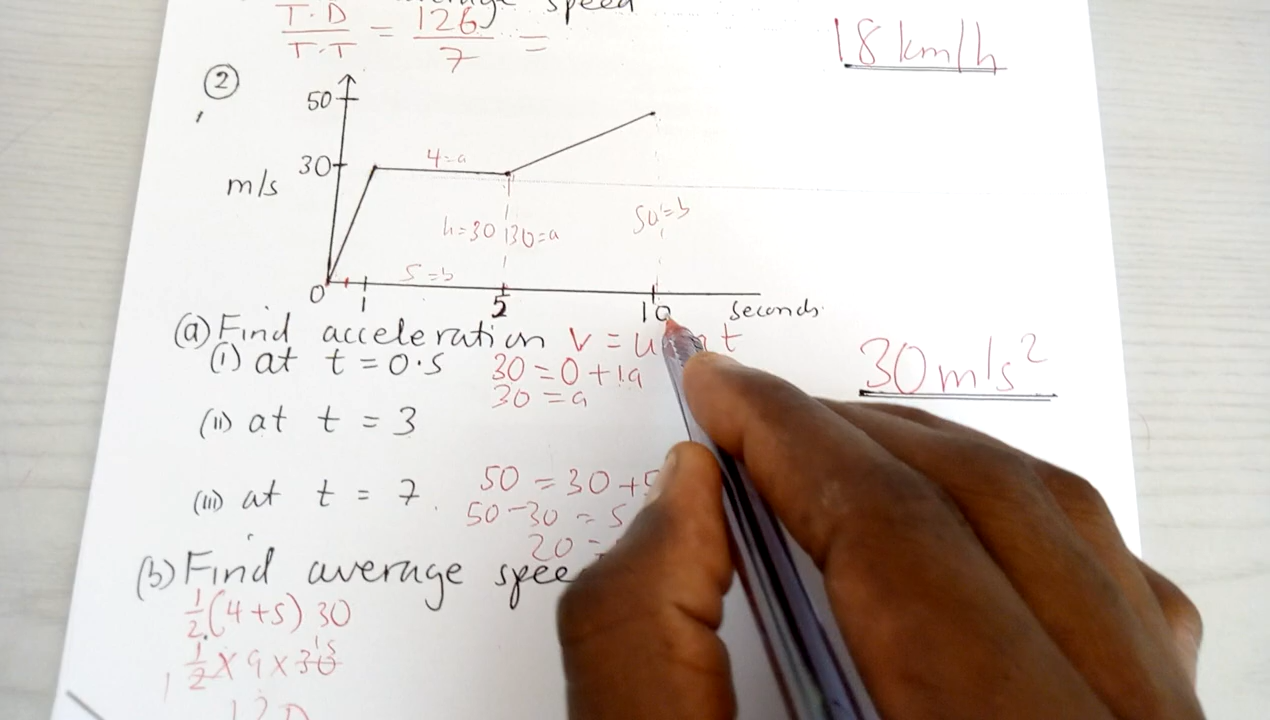 speed
T.D/T.T = 126/7 =
18 km/h
②
50
30
m/s
4=a
h=30
30=a
50=b
5=b
0
1
5
10
seconds
(a) Find acceleration
V = u
t
(i) at t = 0.5
30 = 0 + 1a
30 = a
30 m/s²
(ii) at t = 3
(iii) at t = 7
50 = 30 + 5
50 - 30 = 5
20 =
(b) Find average spee
1/2 (4+5) 30
1/2 x 9 x 30
15
1